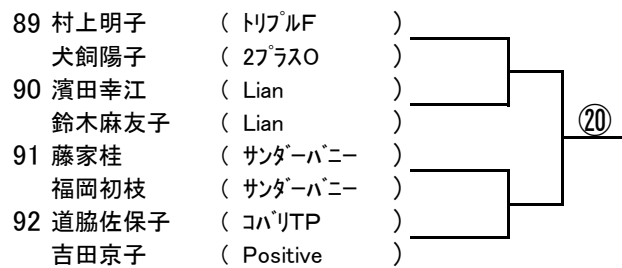 89 村上明子 ( ﾄﾘﾌﾟﾙF )
犬飼陽子 ( 2ﾌﾟﾗｽO )
90 濱田幸江 ( Lian )
鈴木麻友子 ( Lian )
⑳
91 藤家桂 ( ｻﾝﾀﾞｰﾊﾞﾆｰ )
福岡初枝 ( ｻﾝﾀﾞｰﾊﾞﾆｰ )
92 道脇佐保子 ( ｺﾊﾞﾘTP )
吉田京子 ( Positive )